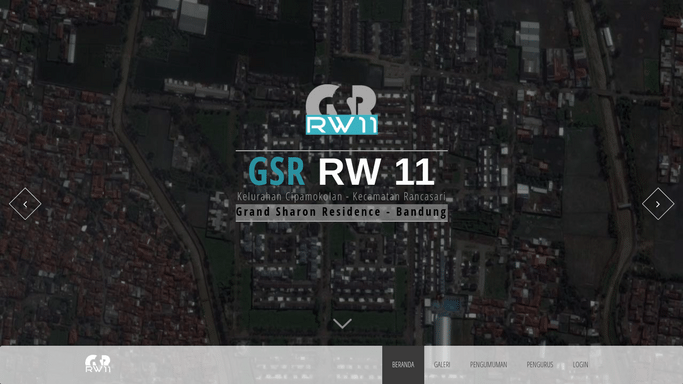 GSR
RW11
GSR RW 11
Kelurahan Cipamokolan - Kecamatan Rancasari
Grand Sharon Residence - Bandung
GSR
RW11
BERANDA
GALERI
PENGUMUMAN
PENGURUS
LOGIN